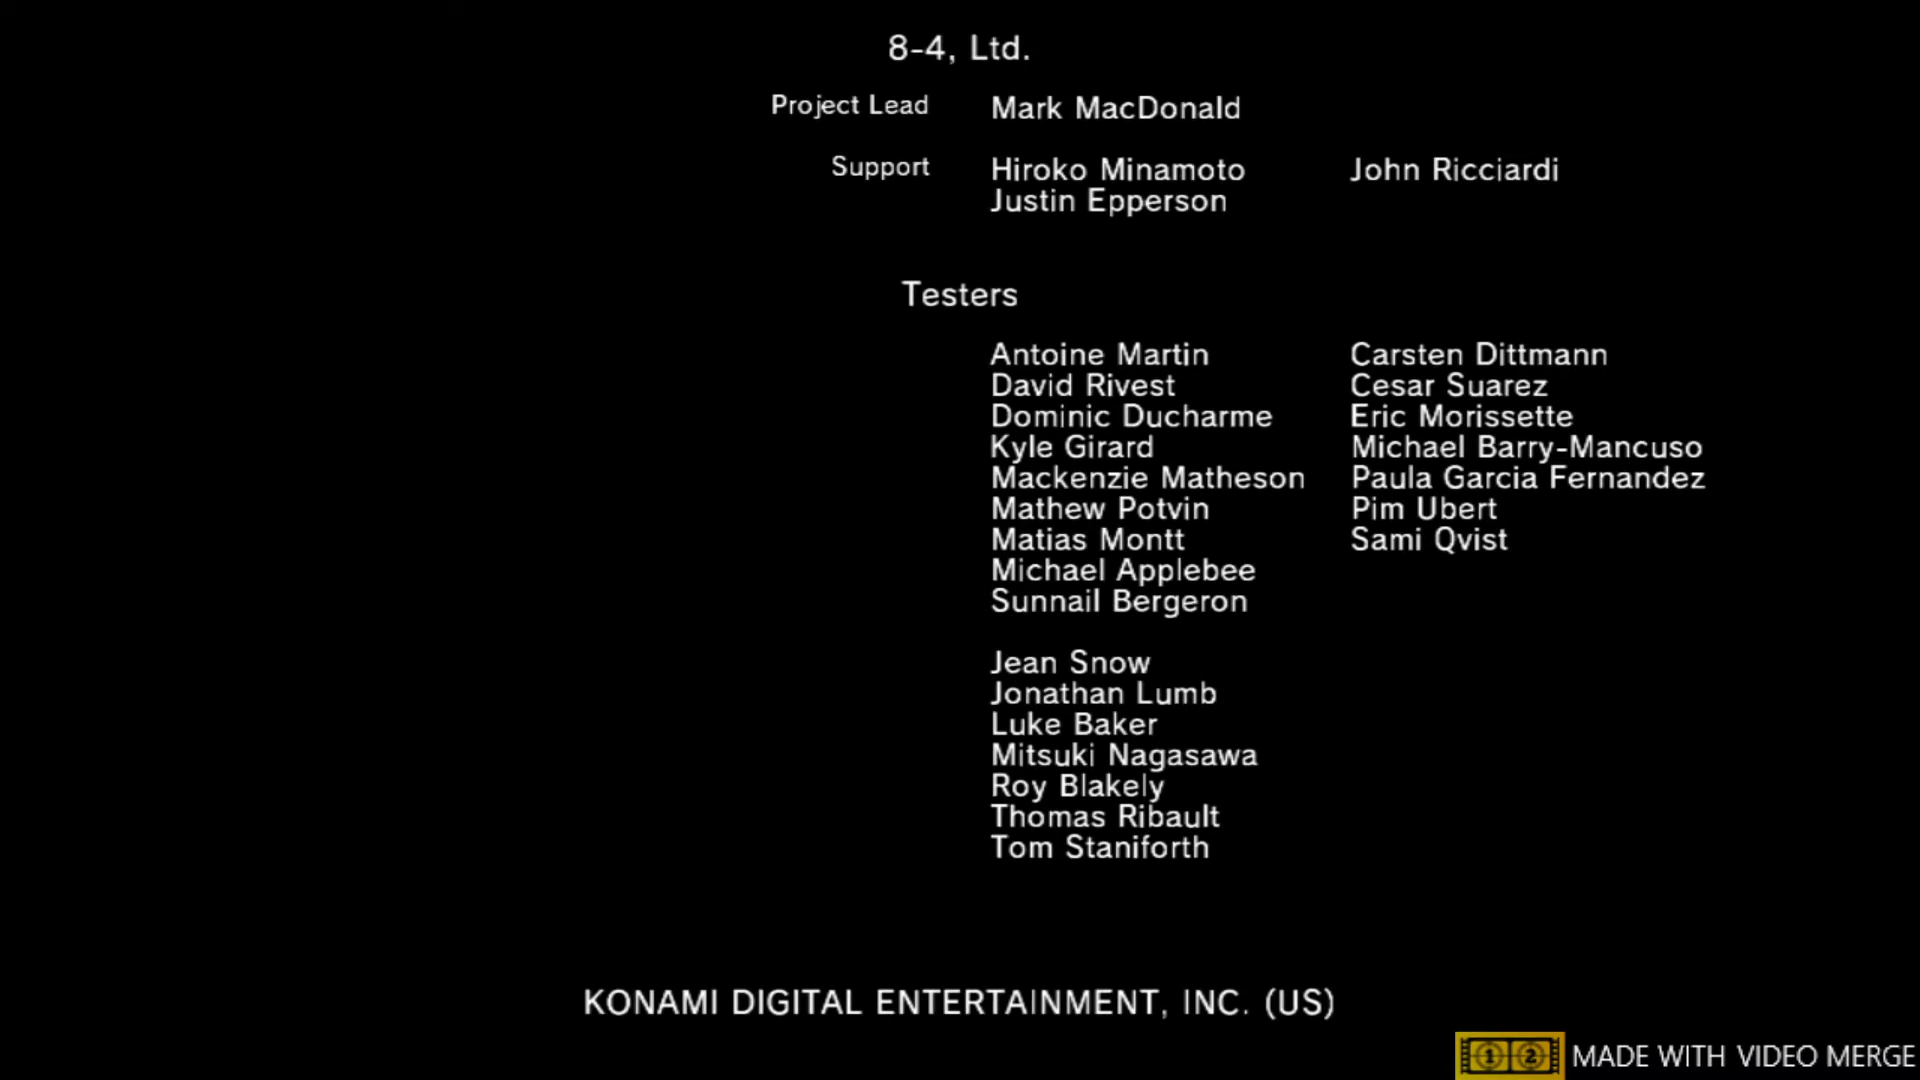 8-4, Ltd.
Project Lead Mark MacDonald
Support Hiroko Minamoto John Ricciardi
Justin Epperson
Testers
Antoine Martin Carsten Dittmann
David Rivest Cesar Suarez
Dominic Ducharme Eric Morissette
Kyle Girard Michael Barry-Mancuso
Mackenzie Matheson Paula Garcia Fernandez
Mathew Potvin Pim Ubert
Matias Montt Sami Qvist
Michael Applebee
Sunnail Bergeron
Jean Snow
Jonathan Lumb
Luke Baker
Mitsuki Nagasawa
Roy Blakely
Thomas Ribault
Tom Staniforth
KONAMI DIGITAL ENTERTAINMENT, INC. (US)
1 2 MADE WITH VIDEO MERGE